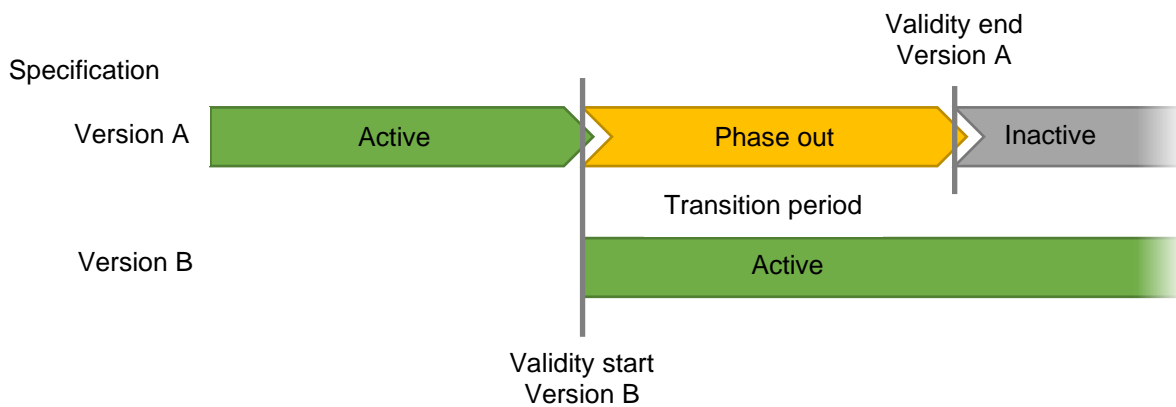 Validity end
Version A
Specification
Version A
Active
Phase out
Inactive
Transition period
Version B
Active
Validity start
Version B